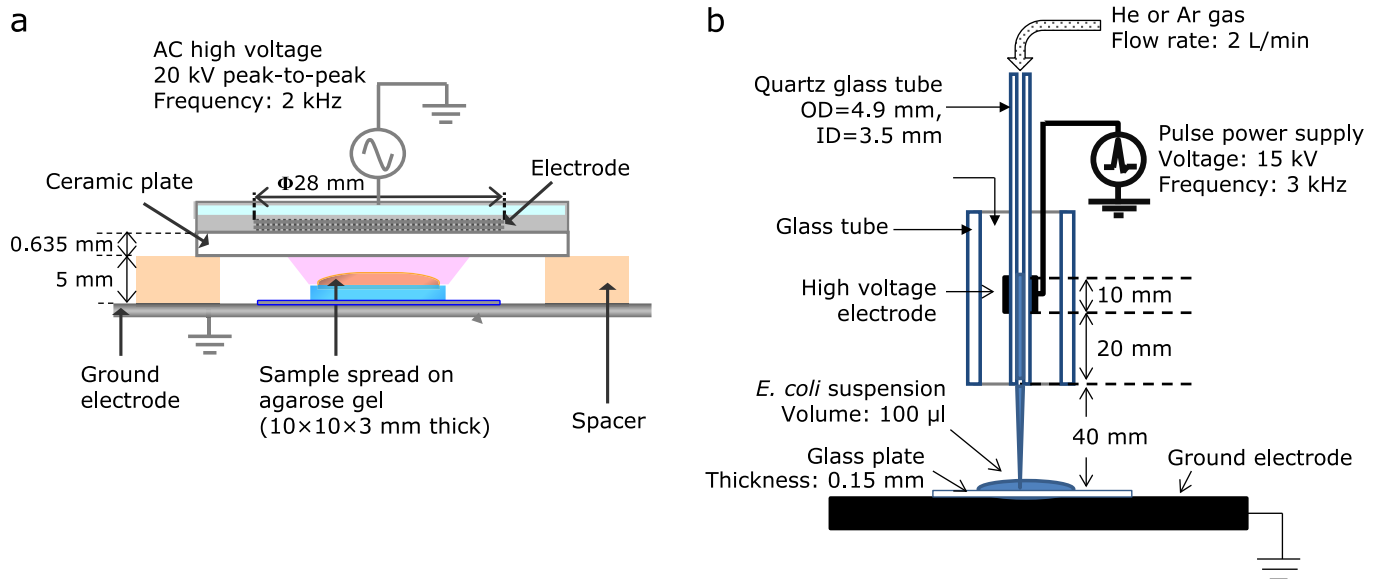 a
AC high voltage
20 kV peak-to-peak
Frequency: 2 kHz
Ceramic plate
Φ28 mm
Electrode
0.635 mm
5 mm
Ground
electrode
Sample spread on
agarose gel
(10×10×3 mm thick)
Spacer
b
He or Ar gas
Flow rate: 2 L/min
Quartz glass tube
OD=4.9 mm,
ID=3.5 mm
Pulse power supply
Voltage: 15 kV
Frequency: 3 kHz
Glass tube
High voltage
electrode
10 mm
20 mm
E. coli suspension
Volume: 100 µl
40 mm
Glass plate
Thickness: 0.15 mm
Ground electrode